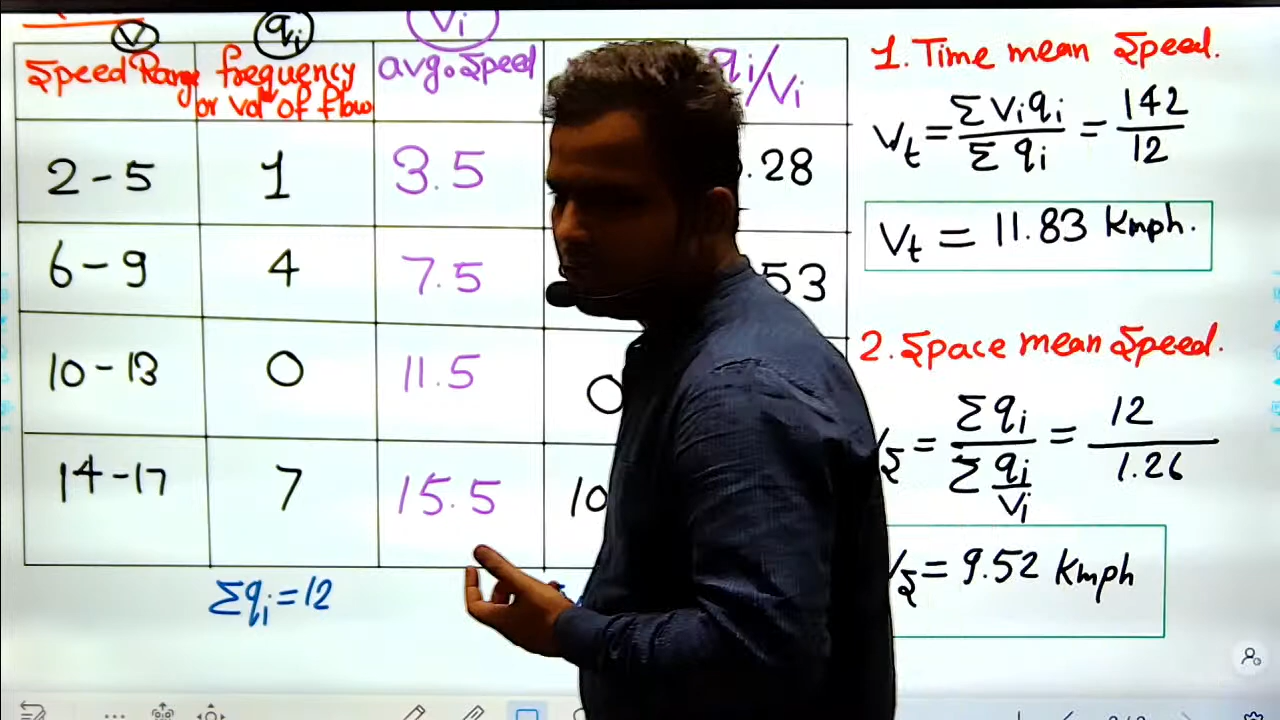 V qi Vi
Speed Range frequency or vol^m of flow avg. Speed qi/Vi
2-5 1 3.5 .28
6-9 4 7.5 53
10-13 0 11.5 0
14-17 7 15.5 10
Σqi=12
1. Time mean Speed.
Vt = ΣViqi / Σqi = 142 / 12
Vt = 11.83 Kmph.
2. Space mean Speed.
Vs = Σqi / Σ qi/Vi = 12 / 1.26
Vs = 9.52 Kmph